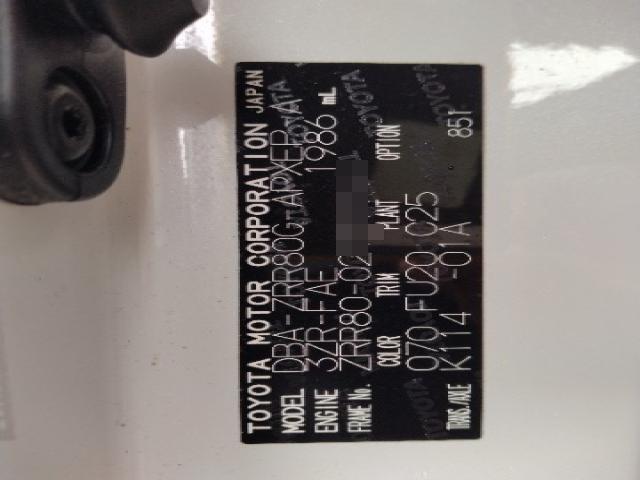 TOYOTA MOTOR CORPORATION JAPAN
MODEL DBA-ZRR80G-APXEP A
ENGINE 3ZR-FAE 1986 mL
FRAME No. ZRR80-02
COLOR TRIM PLANT OPTION
070 FU20 C25
TRANS./AXLE K114 -01A 851